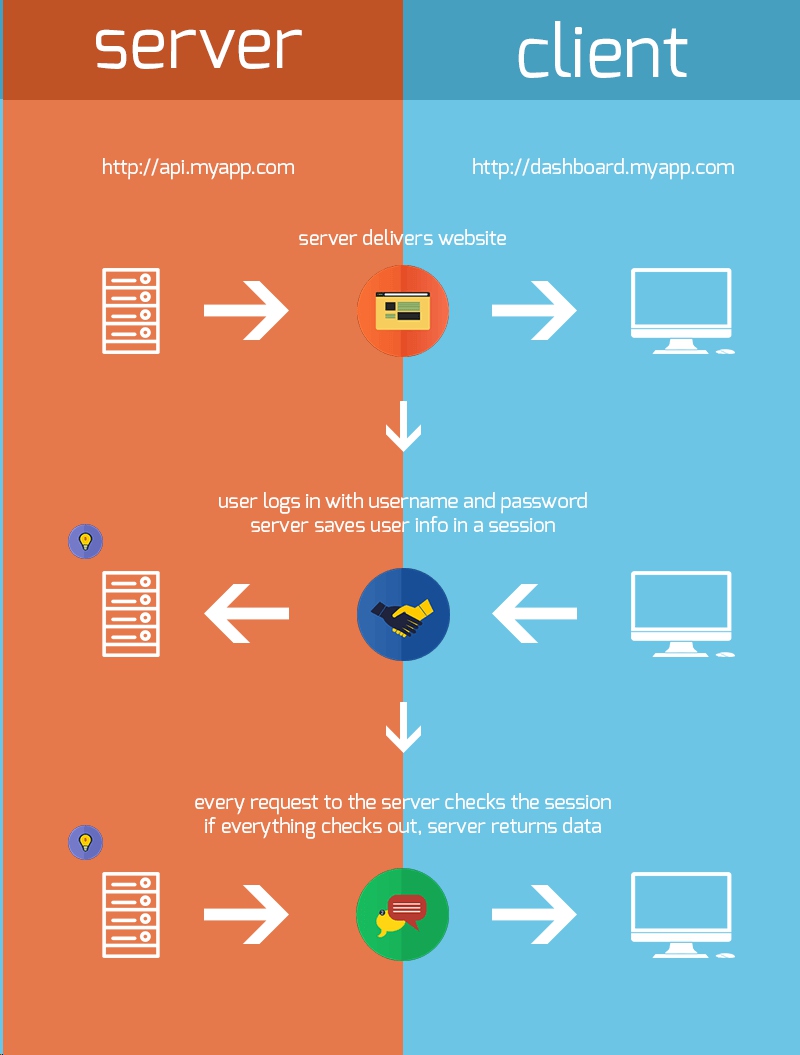 server
client
http://api.myapp.com
http://dashboard.myapp.com
server delivers website
user logs in with username and password
server saves user info in a session
every request to the server checks the session
if everything checks out, server returns data